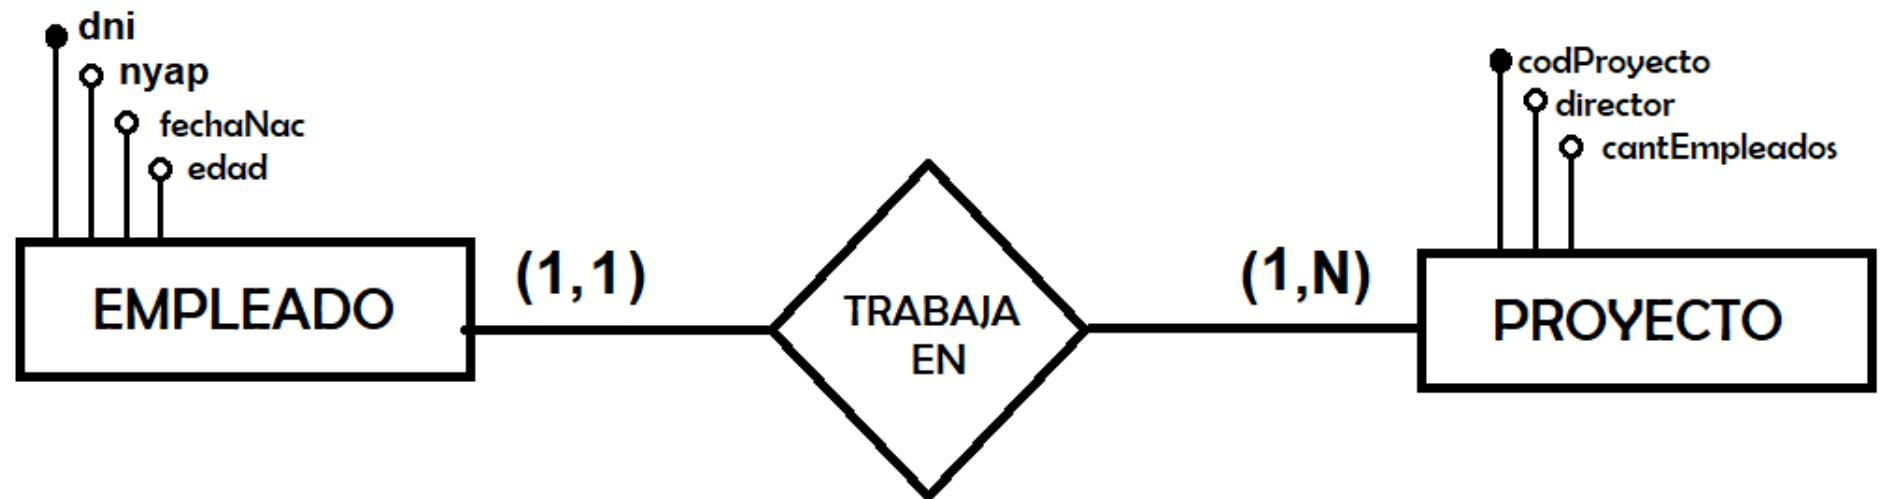 dni
nyap
fechaNac
edad
EMPLEADO
(1,1)
TRABAJA
EN
(1,N)
codProyecto
director
cantEmpleados
PROYECTO